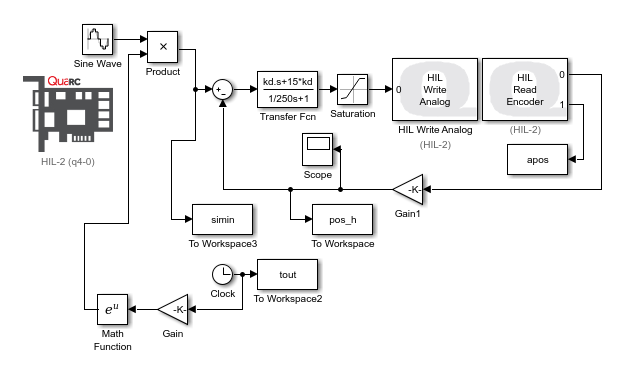 Sine Wave
×
Product
QUARC
HIL-2 (q4-0)
+
−
kd.s+15*kd
1/250s+1
Transfer Fcn
Saturation
0
HIL
Write
Analog
HIL Write Analog
(HIL-2)
HIL
Read
Encoder
(HIL-2)
0
1
apos
Scope
-K-
Gain1
simin
To Workspace3
pos_h
To Workspace
Clock
tout
To Workspace2
-K-
Gain
eᵘ
Math
Function